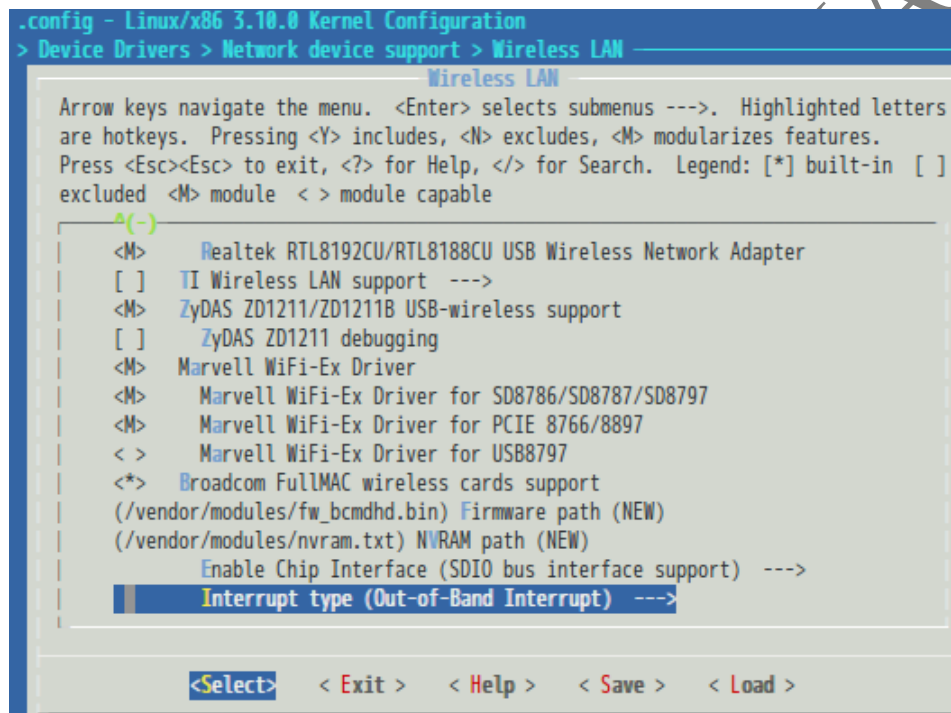 .config - Linux/x86 3.10.0 Kernel Configuration
> Device Drivers > Network device support > Wireless LAN
Wireless LAN
Arrow keys navigate the menu.  <Enter> selects submenus --->.  Highlighted letters
are hotkeys.  Pressing <Y> includes, <N> excludes, <M> modularizes features.
Press <Esc><Esc> to exit, <?> for Help, </> for Search.  Legend: [*] built-in  [ ]
excluded  <M> module  < > module capable
^(-)
<M>     Realtek RTL8192CU/RTL8188CU USB Wireless Network Adapter
[ ]   TI Wireless LAN support  --->
<M>   ZyDAS ZD1211/ZD1211B USB-wireless support
[ ]     ZyDAS ZD1211 debugging
<M>   Marvell WiFi-Ex Driver
<M>     Marvell WiFi-Ex Driver for SD8786/SD8787/SD8797
<M>     Marvell WiFi-Ex Driver for PCIE 8766/8897
< >     Marvell WiFi-Ex Driver for USB8797
<*>   Broadcom FullMAC wireless cards support
(/vendor/modules/fw_bcmdhd.bin) Firmware path (NEW)
(/vendor/modules/nvram.txt) NVRAM path (NEW)
Enable Chip Interface (SDIO bus interface support)  --->
Interrupt type (Out-of-Band Interrupt)  --->
<Select>    < Exit >    < Help >    < Save >    < Load >